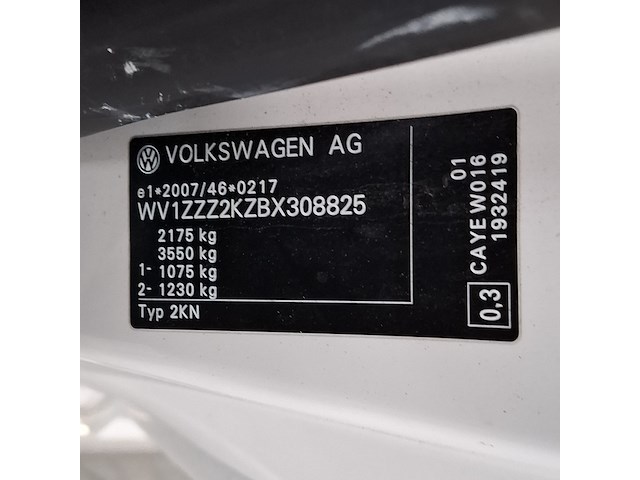 VOLKSWAGEN AG
e1*2007/46*0217
WV1ZZZ2KZBX308825
2175 kg
3550 kg
1- 1075 kg
2- 1230 kg
Typ 2KN
01
CAYE W016
1932419
0,3